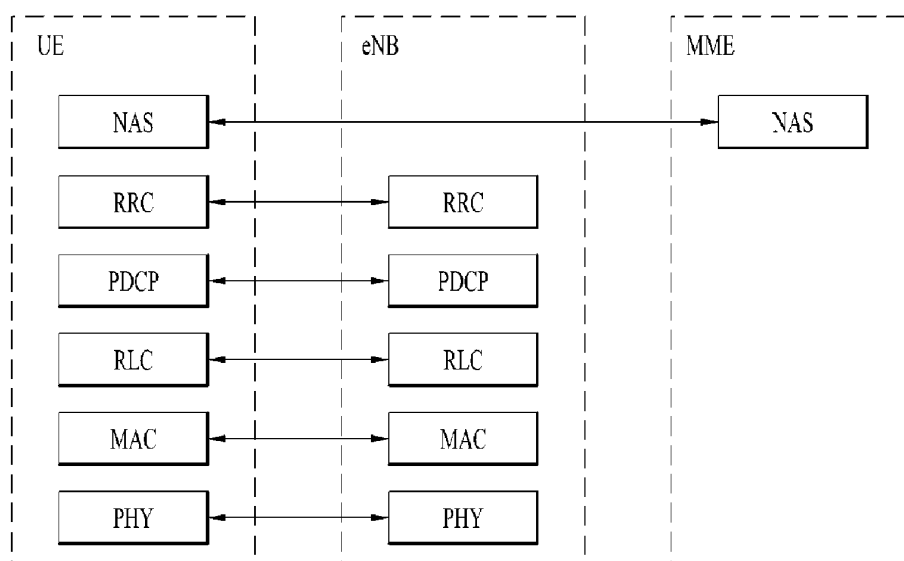 UE eNB MME
NAS NAS
RRC RRC
PDCP PDCP
RLC RLC
MAC MAC
PHY PHY